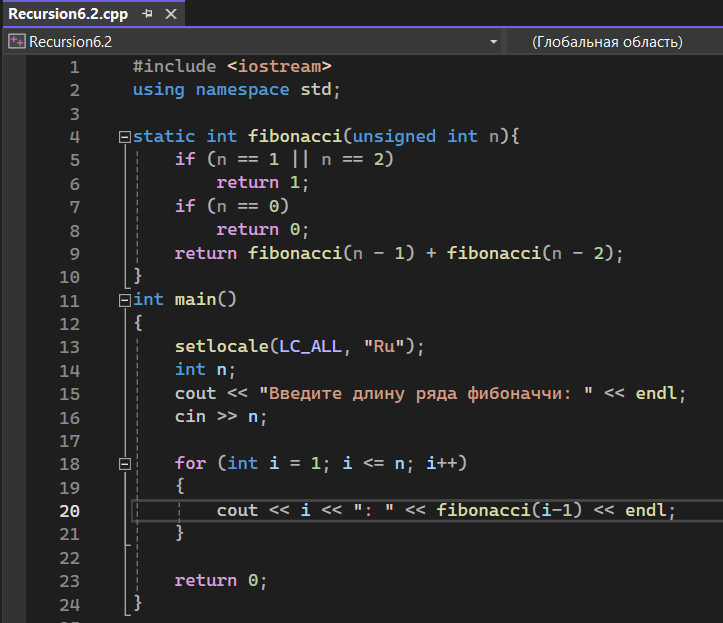 Recursion6.2.cpp
Recursion6.2 (Глобальная область)
1 #include <iostream>
2 using namespace std;
3
4 static int fibonacci(unsigned int n){
5 if (n == 1 || n == 2)
6 return 1;
7 if (n == 0)
8 return 0;
9 return fibonacci(n - 1) + fibonacci(n - 2);
10 }
11 int main()
12 {
13 setlocale(LC_ALL, "Ru");
14 int n;
15 cout << "Введите длину ряда фибоначчи: " << endl;
16 cin >> n;
17
18 for (int i = 1; i <= n; i++)
19 {
20 cout << i << ": " << fibonacci(i-1) << endl;
21 }
22
23 return 0;
24 }